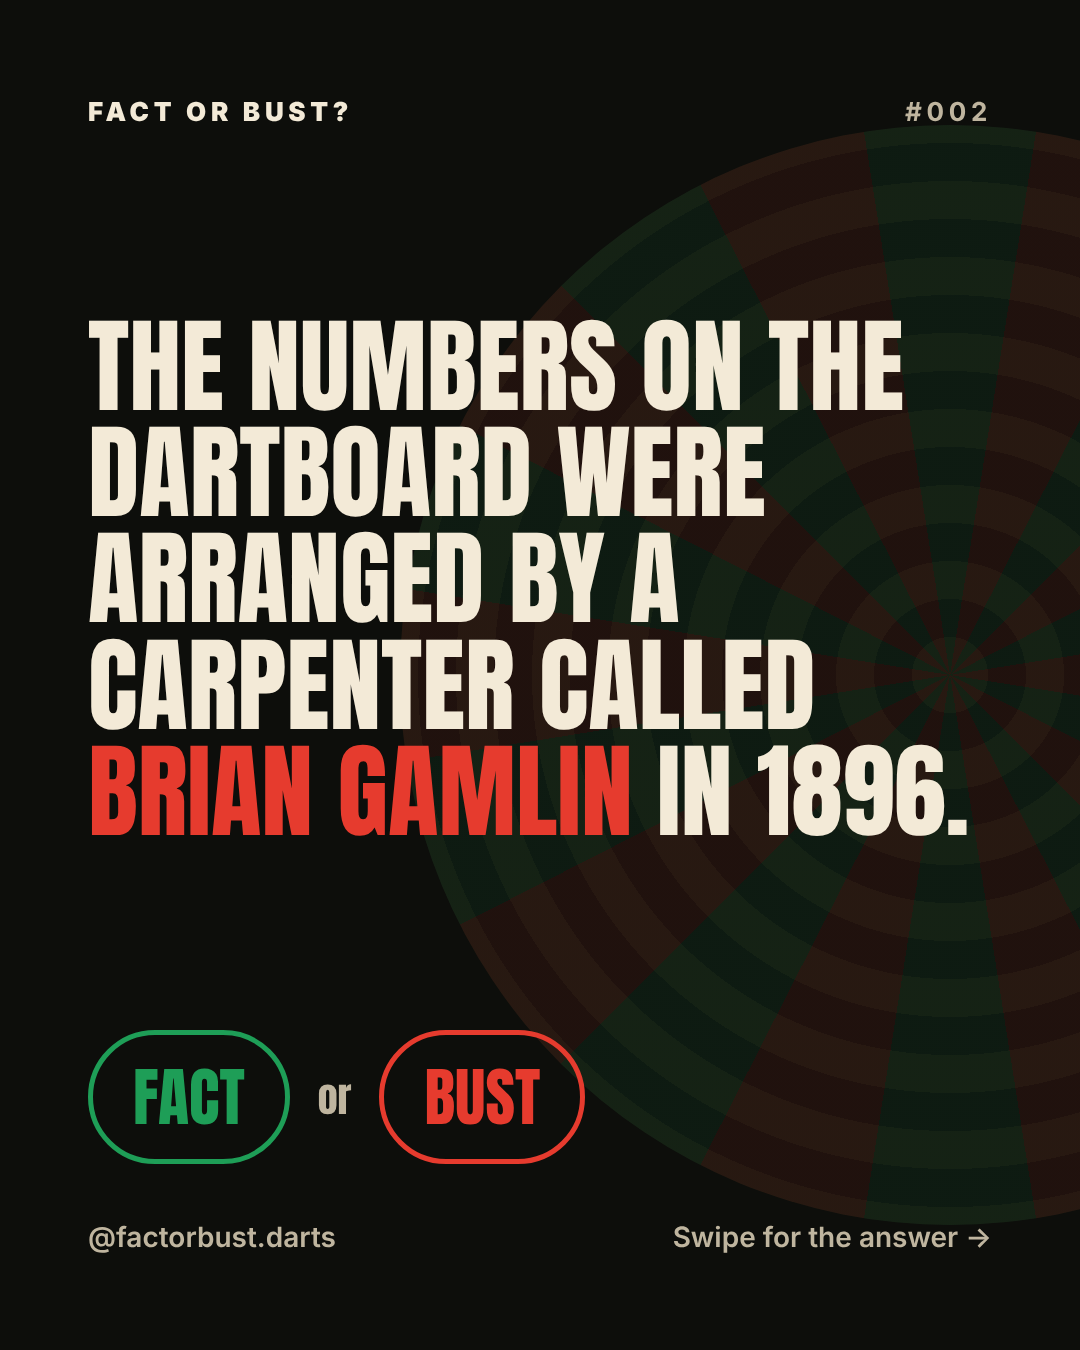 FACT OR BUST?
#002
THE NUMBERS ON THE
DARTBOARD WERE
ARRANGED BY A
CARPENTER CALLED
BRIAN GAMLIN IN 1896.
FACT or BUST
@factorbust.darts
Swipe for the answer →